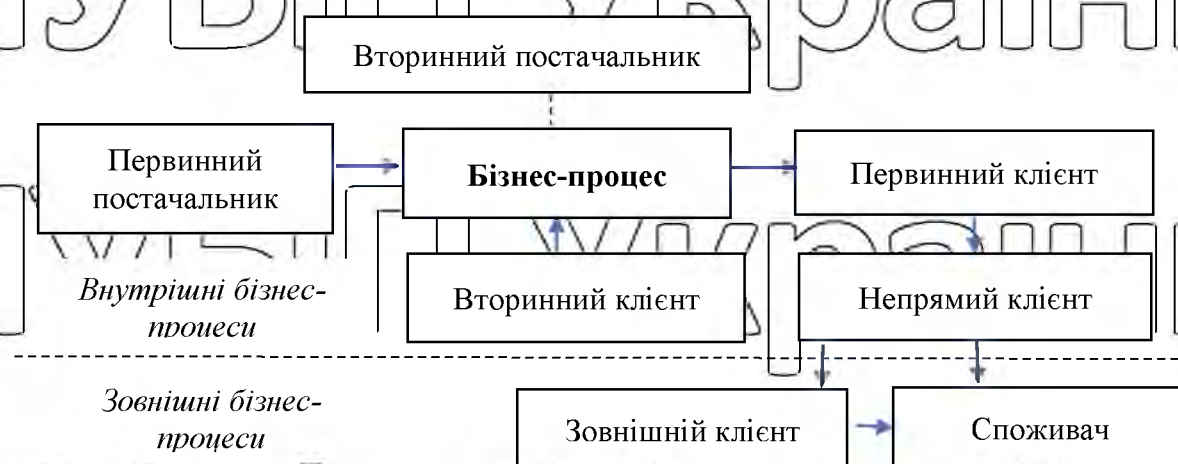 Вторинний постачальник
Первинний
постачальник
Бізнес-процес
Первинний клієнт
Вторинний клієнт
Непрямий клієнт
Внутрішні бізнес-
процеси
Зовнішні бізнес-
процеси
Зовнішній клієнт
Споживач